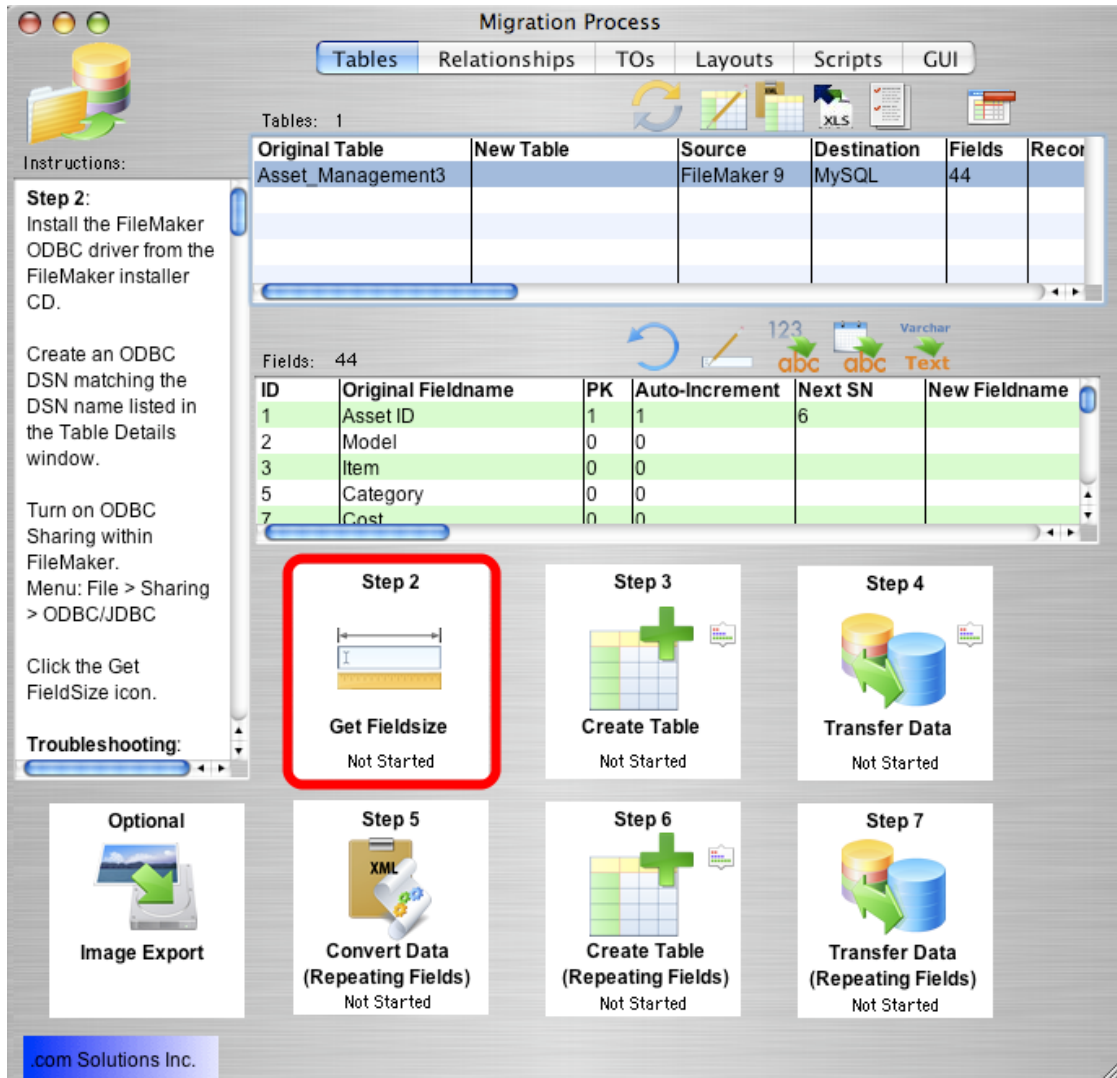 Migration Process
Tables Relationships TOs Layouts Scripts GUI
Tables: 1
XML
XLS
Instructions:
Original Table New Table Source Destination Fields Recor
Asset_Management3 FileMaker 9 MySQL 44
Step 2:
Install the FileMaker
ODBC driver from the
FileMaker installer
CD.
Create an ODBC
DSN matching the
DSN name listed in
the Table Details
window.
Turn on ODBC
Sharing within
FileMaker.
Menu: File > Sharing
> ODBC/JDBC
Click the Get
FieldSize icon.
Troubleshooting:
Fields: 44
123
abc
abc
Varchar
Text
ID Original Fieldname PK Auto-Increment Next SN New Fieldname
1 Asset ID 1 1 6
2 Model 0 0
3 Item 0 0
5 Category 0 0
7 Cost 0 0
Step 2
Get Fieldsize
Not Started
Step 3
Create Table
Not Started
Step 4
Transfer Data
Not Started
Optional
Image Export
Step 5
XML
Convert Data
(Repeating Fields)
Not Started
Step 6
Create Table
(Repeating Fields)
Not Started
Step 7
Transfer Data
(Repeating Fields)
Not Started
.com Solutions Inc.